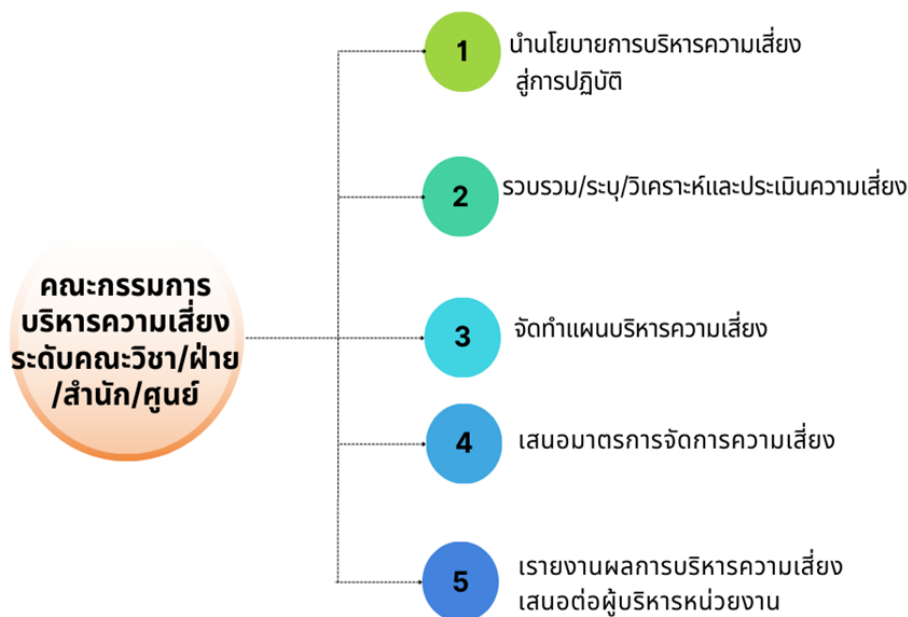 คณะกรรมการ
บริหารความเสี่ยง
ระดับคณะวิชา/ฝ่าย
/สำนัก/ศูนย์
1
นำนโยบายการบริหารความเสี่ยง
สู่การปฏิบัติ
2
รวบรวม/ระบุ/วิเคราะห์และประเมินความเสี่ยง
3
จัดทำแผนบริหารความเสี่ยง
4
เสนอมาตรการจัดการความเสี่ยง
5
เรายงานผลการบริหารความเสี่ยง
เสนอต่อผู้บริหารหน่วยงาน